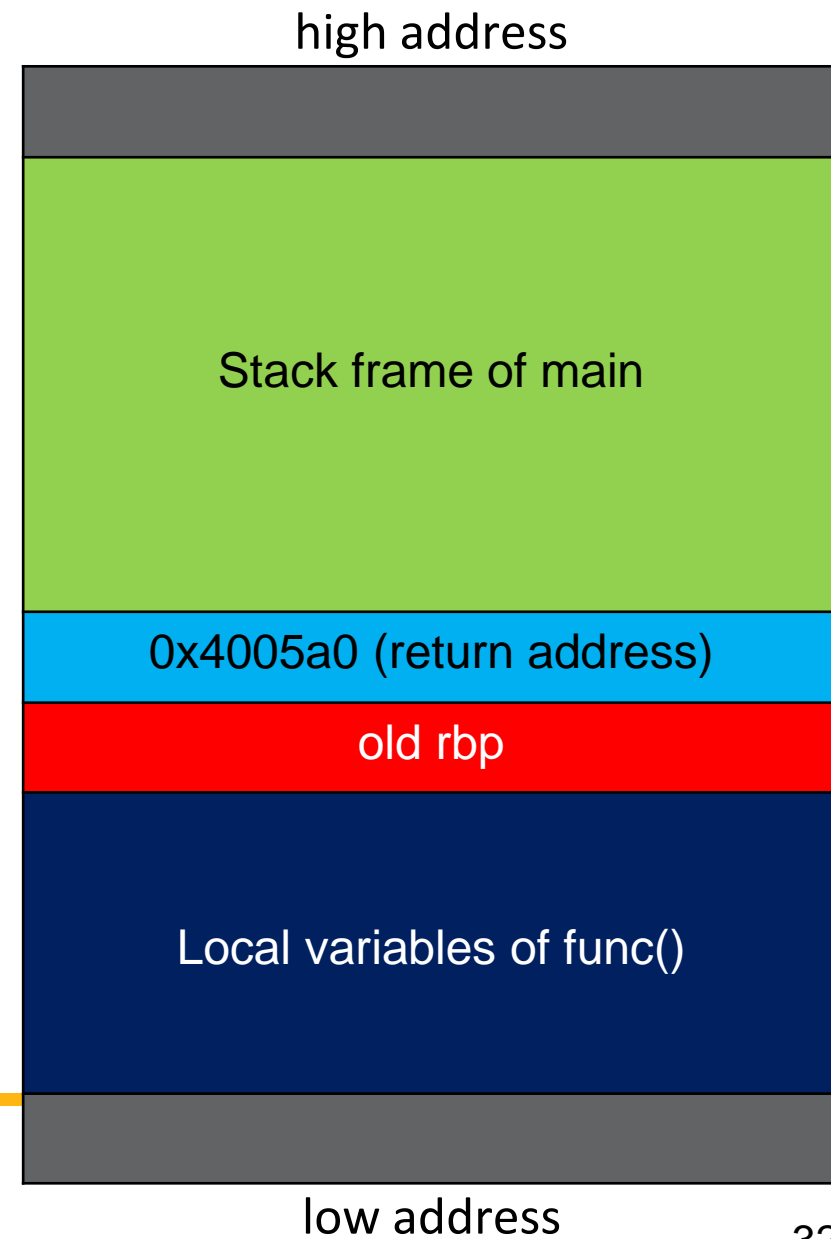 high address
Stack frame of main
0x4005a0 (return address)
old rbp
Local variables of func()
low address